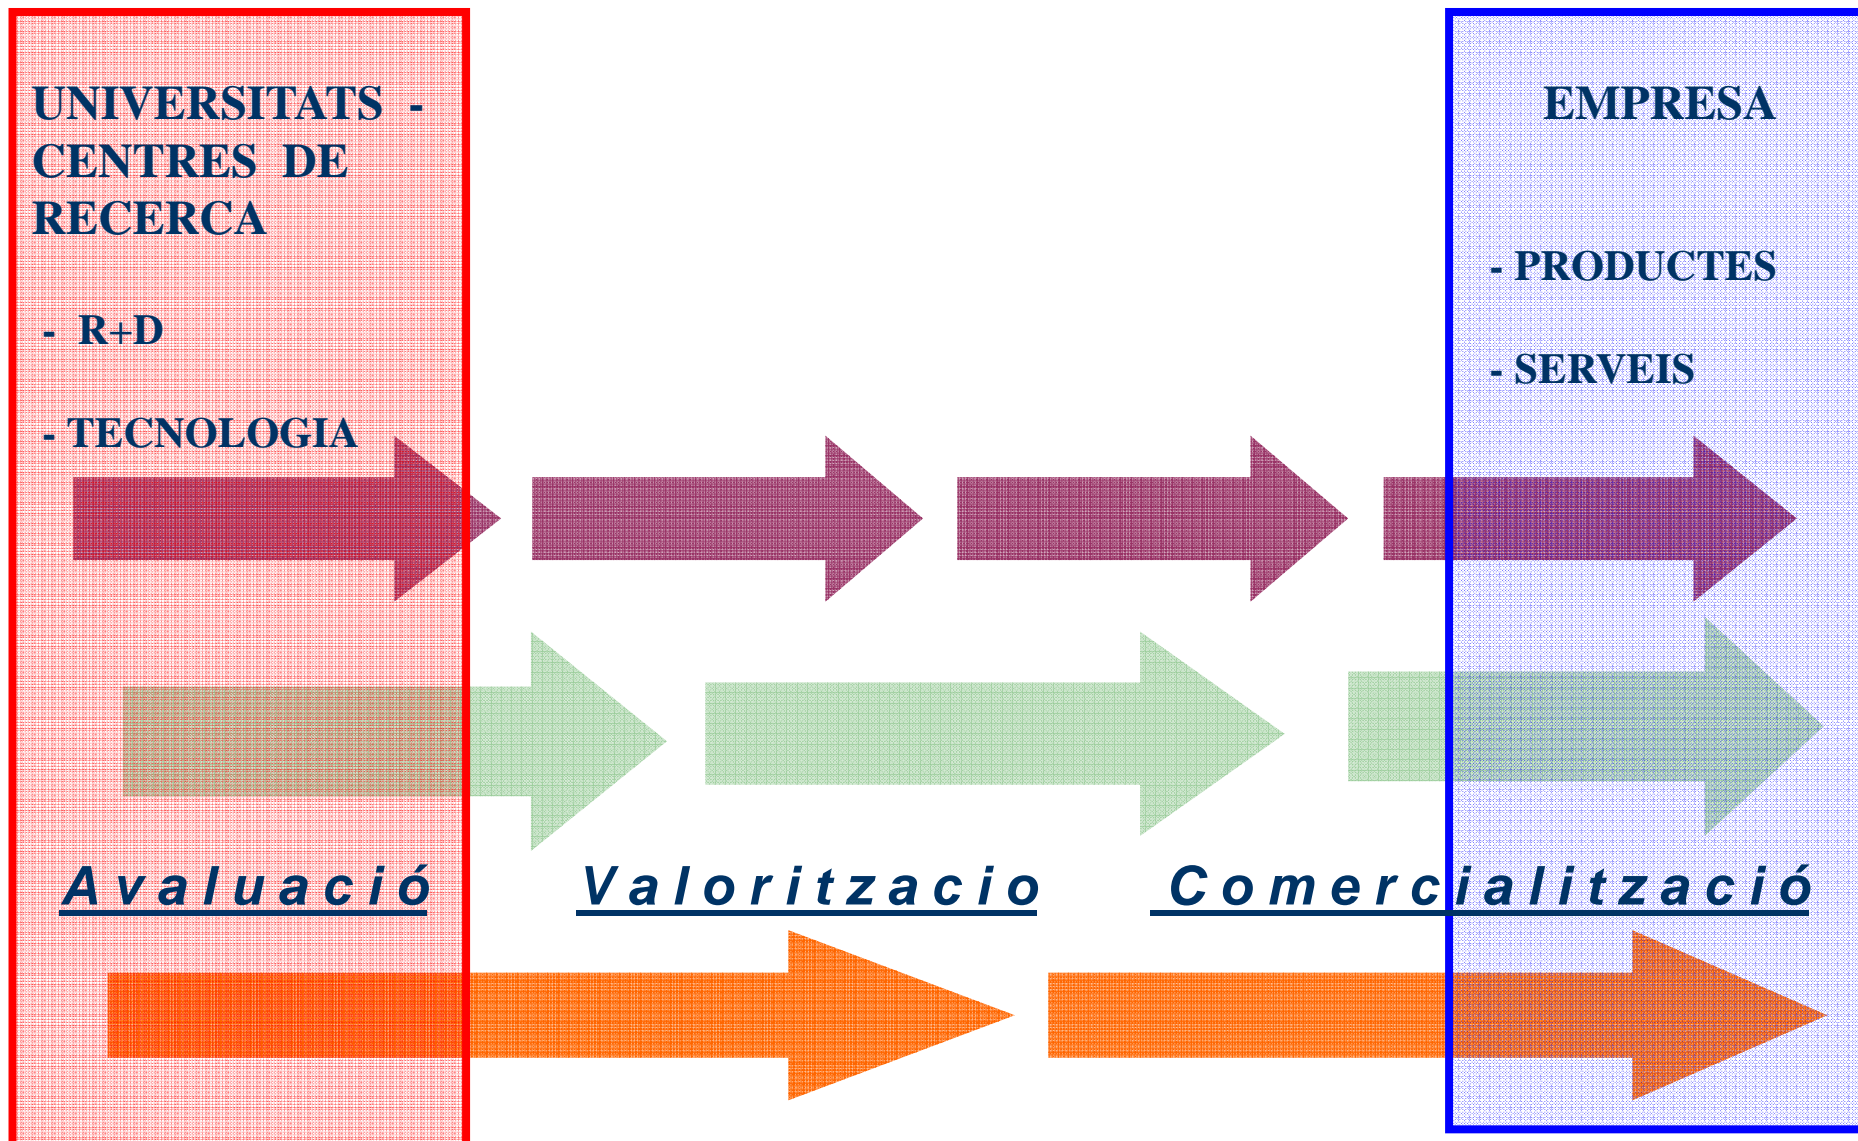 UNIVERSITATS -
CENTRES DE
RECERCA
- R+D
- TECNOLOGIA
EMPRESA
- PRODUCTES
- SERVEIS
Avaluació
Valoritzacio
Comercialització